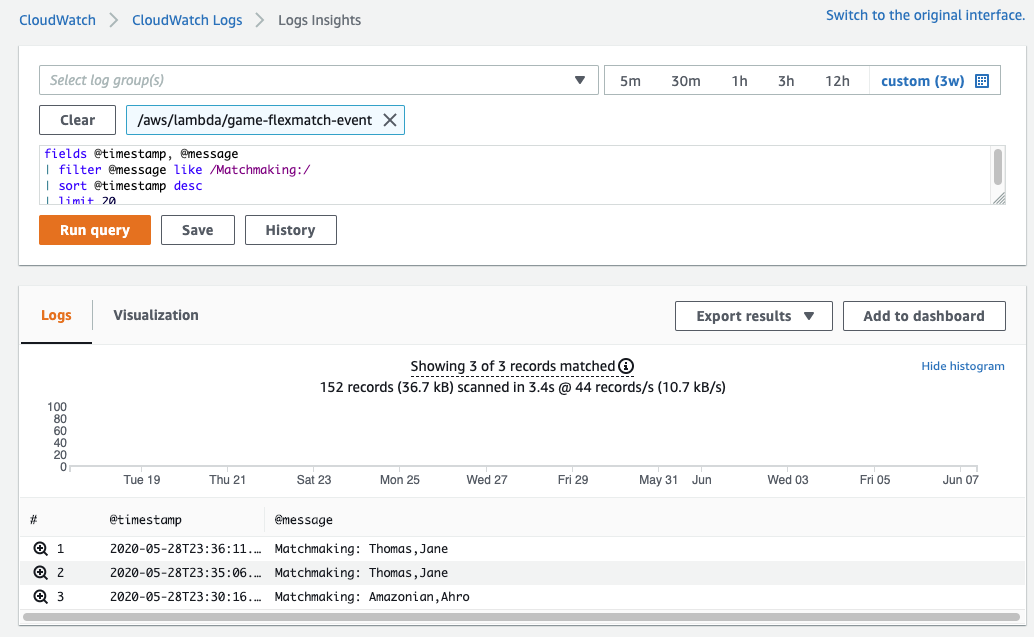 CloudWatch > CloudWatch Logs > Logs Insights
Switch to the original interface.
Select log group(s)
5m 30m 1h 3h 12h custom (3w)
Clear /aws/lambda/game-flexmatch-event
fields @timestamp, @message
| filter @message like /Matchmaking:/
| sort @timestamp desc
| limit 20
Run query Save History
Logs Visualization Export results Add to dashboard
Showing 3 of 3 records matched
Hide histogram
152 records (36.7 kB) scanned in 3.4s @ 44 records/s (10.7 kB/s)
100
80
60
40
20
0
Tue 19 Thu 21 Sat 23 Mon 25 Wed 27 Fri 29 May 31 Jun Wed 03 Fri 05 Jun 07
# @timestamp @message
1 2020-05-28T23:36:11.… Matchmaking: Thomas,Jane
2 2020-05-28T23:35:06.… Matchmaking: Thomas,Jane
3 2020-05-28T23:30:16.… Matchmaking: Amazonian,Ahro